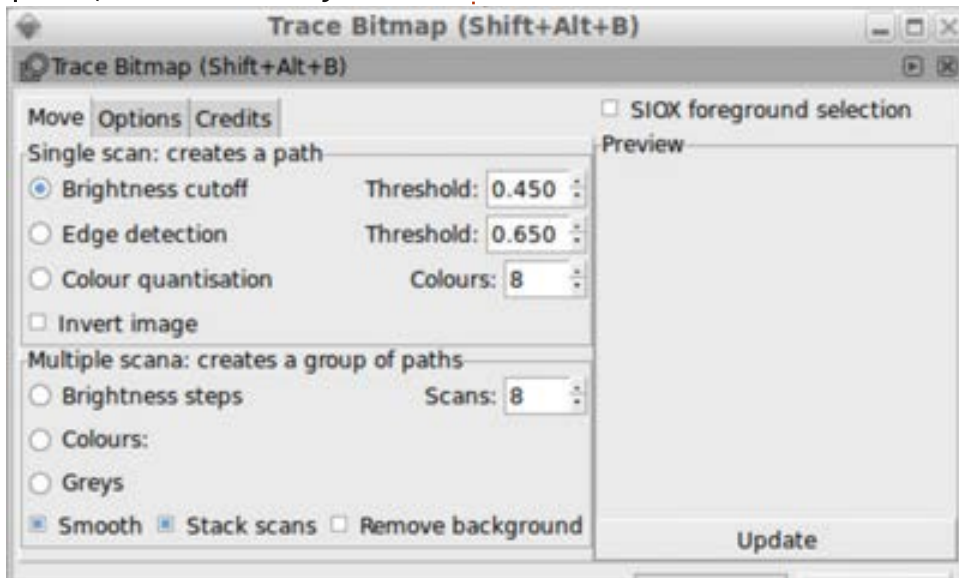 Trace Bitmap (Shift+Alt+B)
Trace Bitmap (Shift+Alt+B)
Move Options Credits
SIOX foreground selection
Single scan: creates a path
Preview
Brightness cutoff Threshold: 0.450
Edge detection Threshold: 0.650
Colour quantisation Colours: 8
Invert image
Multiple scana: creates a group of paths
Brightness steps Scans: 8
Colours:
Greys
Smooth Stack scans Remove background
Update